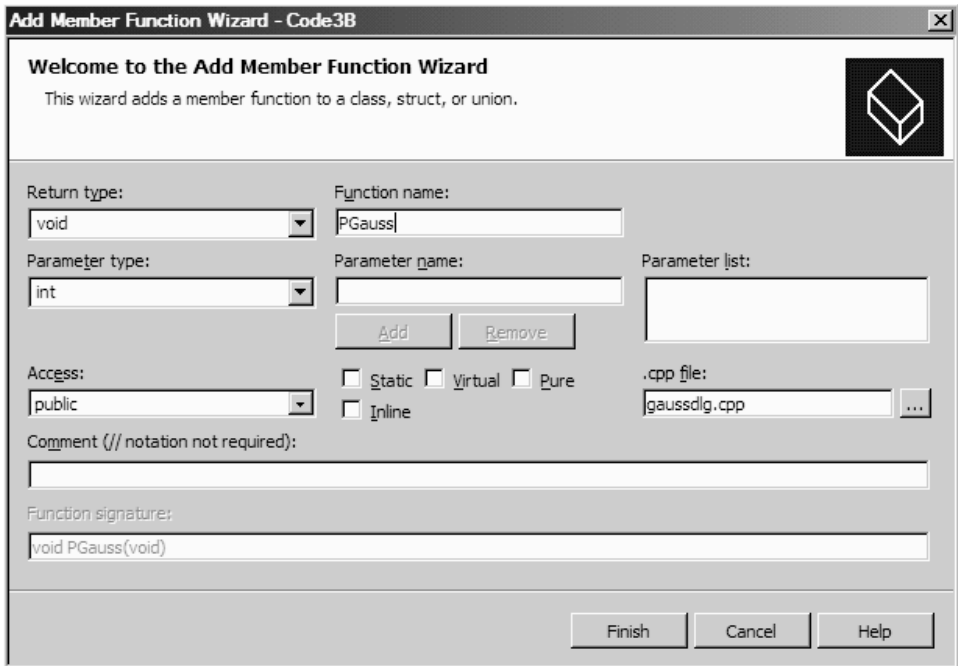 Add Member Function Wizard - Code3B
Welcome to the Add Member Function Wizard
This wizard adds a member function to a class, struct, or union.
Return type: Function name:
void PGauss
Parameter type: Parameter name: Parameter list:
int
Add Remove
Access: Static Virtual Pure .cpp file:
public Inline gaussdlg.cpp ...
Comment (// notation not required):
Function signature:
void PGauss(void)
Finish Cancel Help